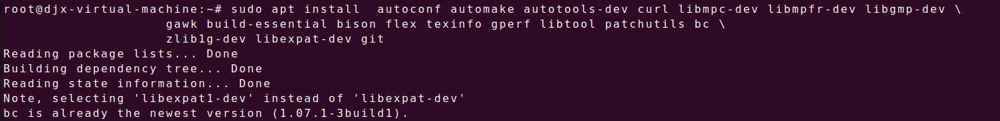 root@djx-virtual-machine:~# sudo apt install  autoconf automake autotools-dev curl libmpc-dev libmpfr-dev libgmp-dev \
                    gawk build-essential bison flex texinfo gperf libtool patchutils bc \
                    zlib1g-dev libexpat-dev git
Reading package lists... Done
Building dependency tree... Done
Reading state information... Done
Note, selecting 'libexpat1-dev' instead of 'libexpat-dev'
bc is already the newest version (1.07.1-3build1).